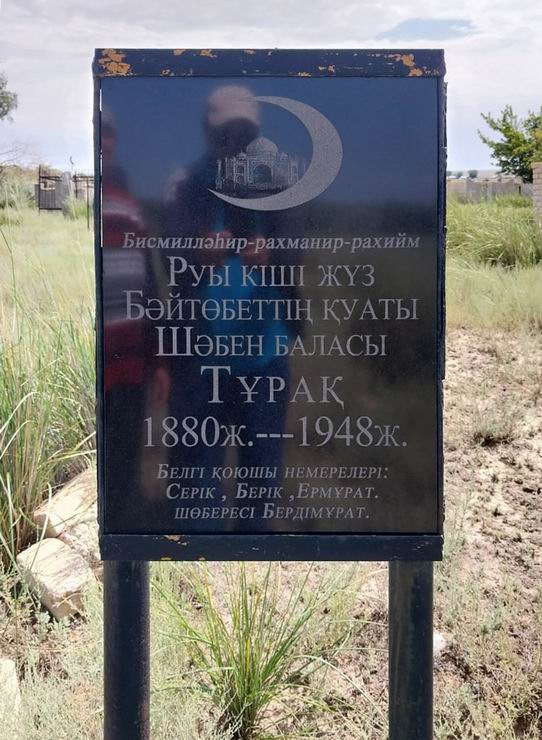 Бисмилләһир-рахманир-рахийм
Руы кіші жүз
Бәйтөбеттің қуаты
Шәбен баласы
Тұрақ
1880ж.---1948ж.
Белгі қоюшы немерелері:
Серік , Берік ,Ермұрат.
шөбересі Бердімұрат.